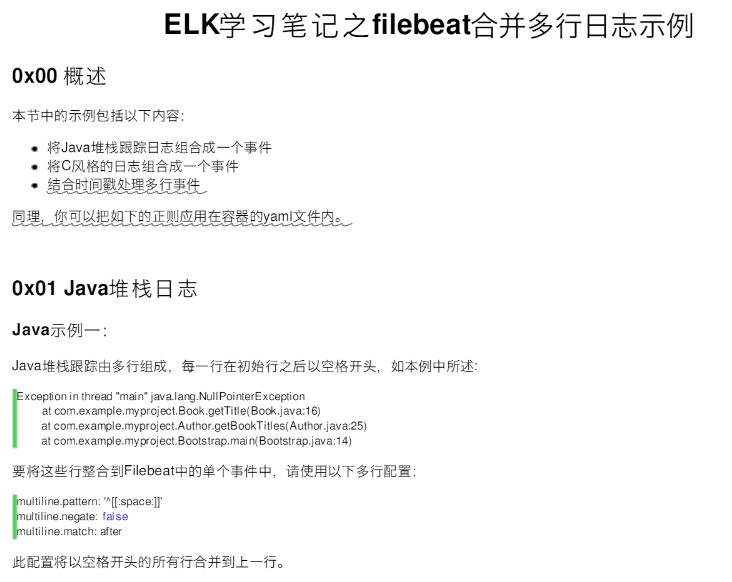 ELK学习笔记之filebeat合并多行日志示例
0x00 概述
本节中的示例包括以下内容：
将Java堆栈跟踪日志组合成一个事件
将C风格的日志组合成一个事件
结合时间戳处理多行事件
同理，你可以把如下的正则应用在容器的yaml文件内。
0x01 Java堆栈日志
Java示例一：
Java堆栈跟踪由多行组成，每一行在初始行之后以空格开头，如本例中所述:
Exception in thread "main" java.lang.NullPointerException
at com.example.myproject.Book.getTitle(Book.java:16)
at com.example.myproject.Author.getBookTitles(Author.java:25)
at com.example.myproject.Bootstrap.main(Bootstrap.java:14)
要将这些行整合到Filebeat中的单个事件中，请使用以下多行配置：
multiline.pattern: '^[[:space:]]'
multiline.negate: false
multiline.match: after
此配置将以空格开头的所有行合并到上一行。